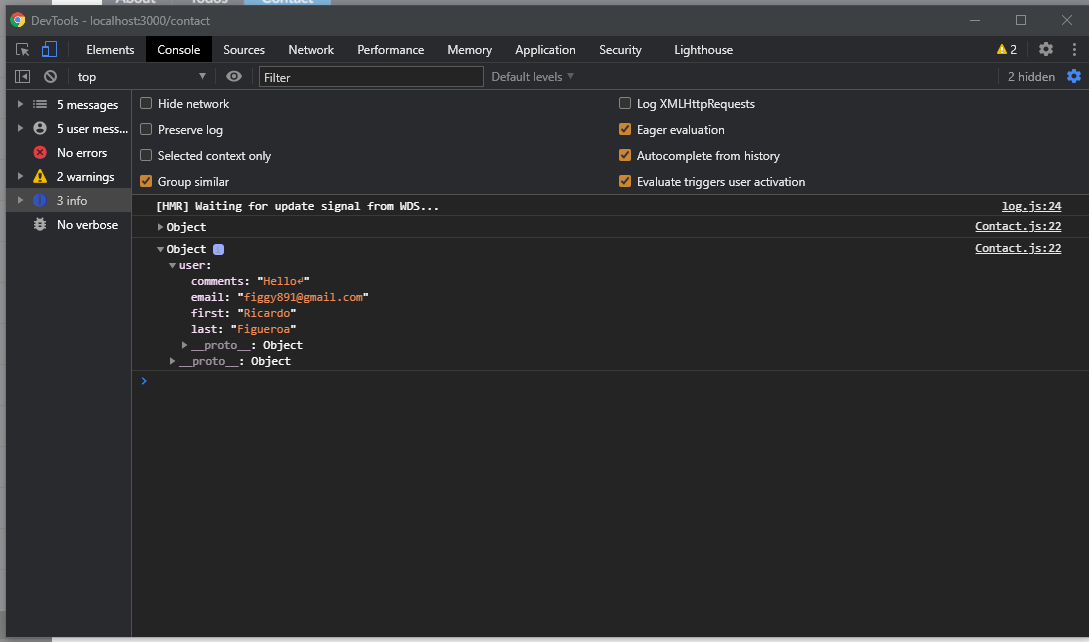 About Todos Contact
DevTools - localhost:3000/contact
Elements Console Sources Network Performance Memory Application Security Lighthouse 2
top Filter Default levels 2 hidden
5 messages
5 user mess...
No errors
2 warnings
3 info
No verbose
Hide network Log XMLHttpRequests
Preserve log Eager evaluation
Selected context only Autocomplete from history
Group similar Evaluate triggers user activation
[HMR] Waiting for update signal from WDS... log.js:24
Object Contact.js:22
Object Contact.js:22
user:
comments: "Hello↵"
email: "figgy891@gmail.com"
first: "Ricardo"
last: "Figueroa"
__proto__: Object
__proto__: Object